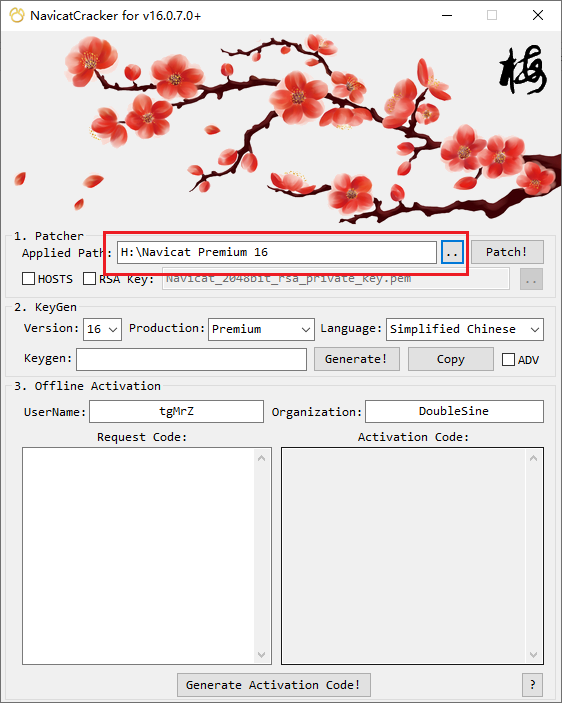 NavicatCracker for v16.0.7.0+
梅
1. Patcher
Applied Path: H:\Navicat Premium 16 .. Patch!
HOSTS RSA Key: Navicat_2048bit_rsa_private_key.pem ..
2. KeyGen
Version: 16 Production: Premium Language: Simplified Chinese
Keygen: Generate! Copy ADV
3. Offline Activation
UserName: tgMrZ Organization: DoubleSine
Request Code: Activation Code:
Generate Activation Code! ?